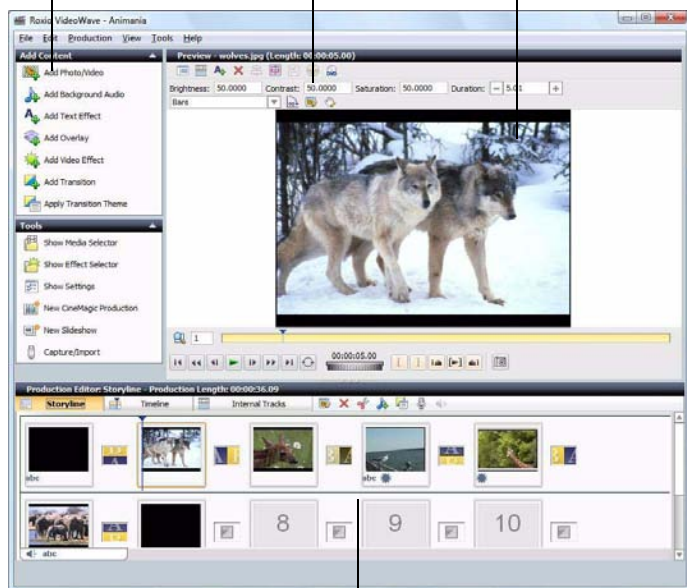 Roxio VideoWave - Animania
File Edit Production View Tools Help
Add Content
Add Photo/Video
Add Background Audio
Add Text Effect
Add Overlay
Add Video Effect
Add Transition
Apply Transition Theme
Tools
Show Media Selector
Show Effect Selector
Show Settings
New CineMagic Production
New Slideshow
Capture/Import
Preview - wolves.jpg (Length: 00:00:05.00)
Brightness: 50.0000 Contrast: 50.0000 Saturation: 50.0000 Duration: 5.01
Bars
1
00:00:05.00
Production Editor: Storyline - Production Length: 00:00:36.09
Storyline Timeline Internal Tracks
abc
abc
8 9 10
abc